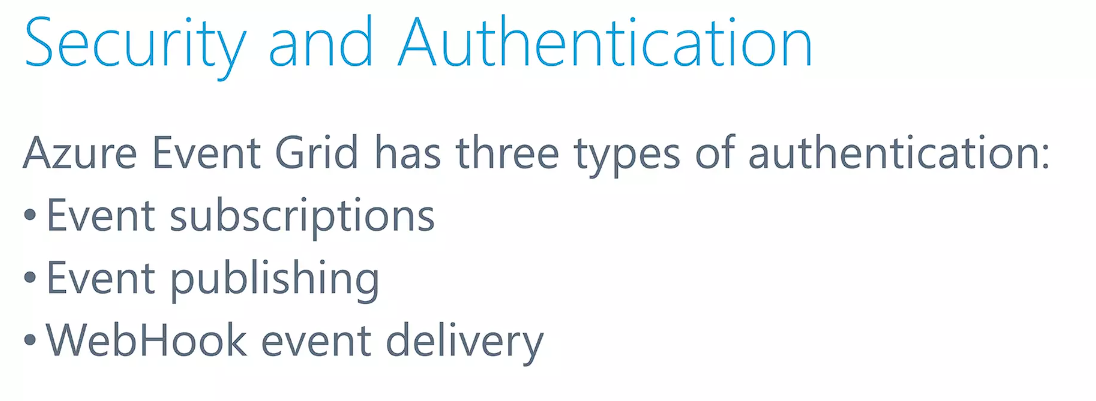 Security and Authentication
Azure Event Grid has three types of authentication:
• Event subscriptions
• Event publishing
• WebHook event delivery